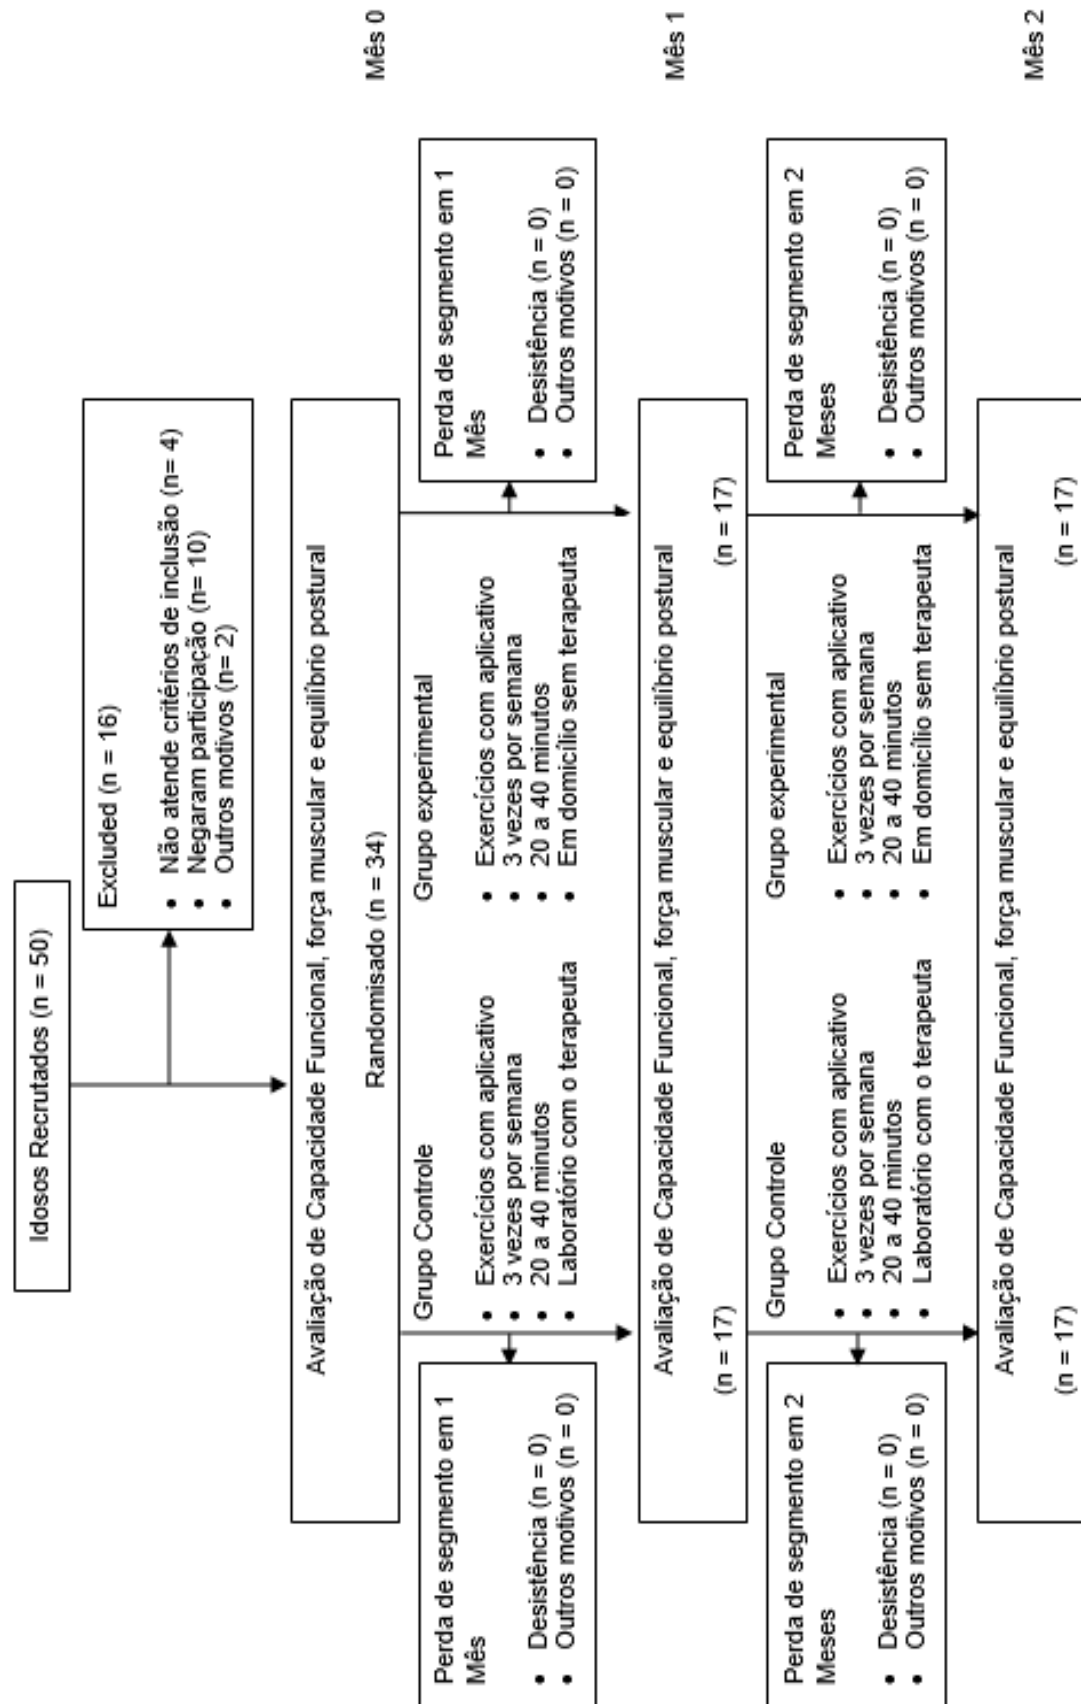 Idosos Recrutados (n = 50)
Excluded (n = 16)
• Não atende critérios de inclusão (n= 4)
• Negaram participação (n= 10)
• Outros motivos (n= 2)
Avaliação de Capacidade Funcional, força muscular e equilíbrio postural
Randomisado (n = 34)
Mês 0
Perda de segmento em 1
Mês
• Desistência (n = 0)
• Outros motivos (n = 0)
Grupo Controle
• Exercícios com aplicativo
• 3 vezes por semana
• 20 a 40 minutos
• Laboratório com o terapeuta
Grupo experimental
• Exercícios com aplicativo
• 3 vezes por semana
• 20 a 40 minutos
• Em domicílio sem terapeuta
Perda de segmento em 1
Mês
• Desistência (n = 0)
• Outros motivos (n = 0)
Avaliação de Capacidade Funcional, força muscular e equilíbrio postural
(n = 17)
(n = 17)
Mês 1
Perda de segmento em 2
Meses
• Desistência (n = 0)
• Outros motivos (n = 0)
Grupo Controle
• Exercícios com aplicativo
• 3 vezes por semana
• 20 a 40 minutos
• Laboratório com o terapeuta
Grupo experimental
• Exercícios com aplicativo
• 3 vezes por semana
• 20 a 40 minutos
• Em domicílio sem terapeuta
Perda de segmento em 2
Meses
• Desistência (n = 0)
• Outros motivos (n = 0)
Avaliação de Capacidade Funcional, força muscular e equilíbrio postural
(n = 17)
(n = 17)
Mês 2